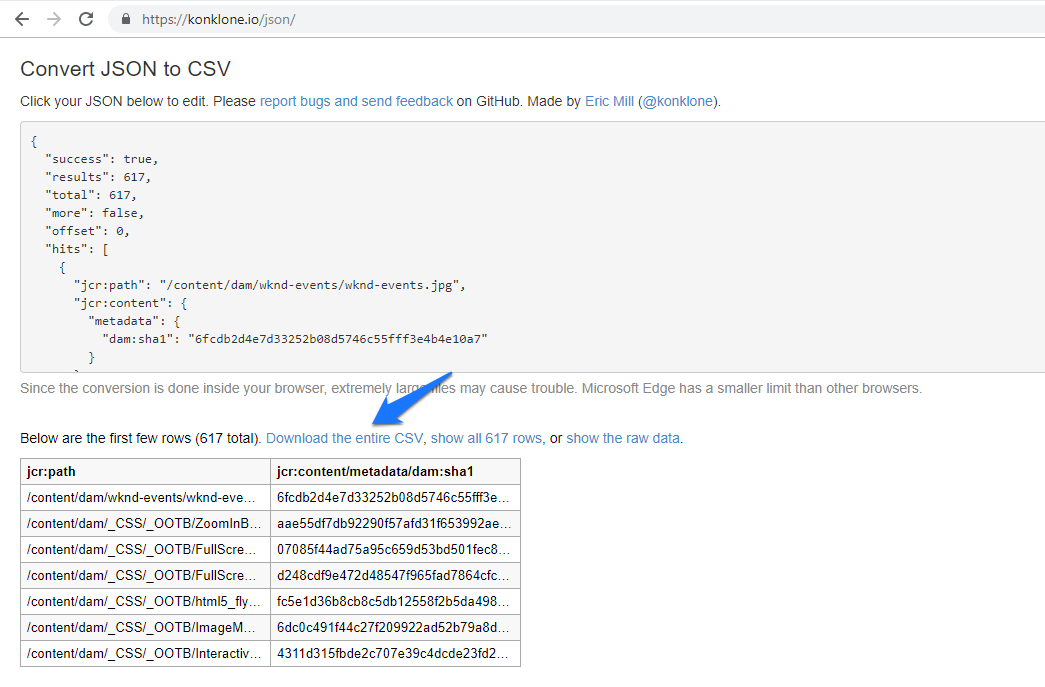 https://konklone.io/json/
Convert JSON to CSV
Click your JSON below to edit. Please report bugs and send feedback on GitHub. Made by Eric Mill (@konklone).
{
"success": true,
"results": 617,
"total": 617,
"more": false,
"offset": 0,
"hits": [
{
"jcr:path": "/content/dam/wknd-events/wknd-events.jpg",
"jcr:content": {
"metadata": {
"dam:sha1": "6fcdb2d4e7d33252b08d5746c55fff3e4b4e10a7"
}
Since the conversion is done inside your browser, extremely large files may cause trouble. Microsoft Edge has a smaller limit than other browsers.
Below are the first few rows (617 total). Download the entire CSV, show all 617 rows, or show the raw data.
jcr:path jcr:content/metadata/dam:sha1
/content/dam/wknd-events/wknd-eve... 6fcdb2d4e7d33252b08d5746c55fff3e...
/content/dam/_CSS/_OOTB/ZoomInB... aae55df7db92290f57afd31f653992ae...
/content/dam/_CSS/_OOTB/FullScre... 07085f44ad75a95c659d53bd501fec8...
/content/dam/_CSS/_OOTB/FullScre... d248cdf9e472d48547f965fad7864cfc...
/content/dam/_CSS/_OOTB/html5_fly... fc5e1d36b8cb8c5db12558f2b5da498...
/content/dam/_CSS/_OOTB/ImageM... 6dc0c491f44c27f209922ad52b79a8d...
/content/dam/_CSS/_OOTB/Interactiv... 4311d315fbde2c707e39c4dcde23fd2...